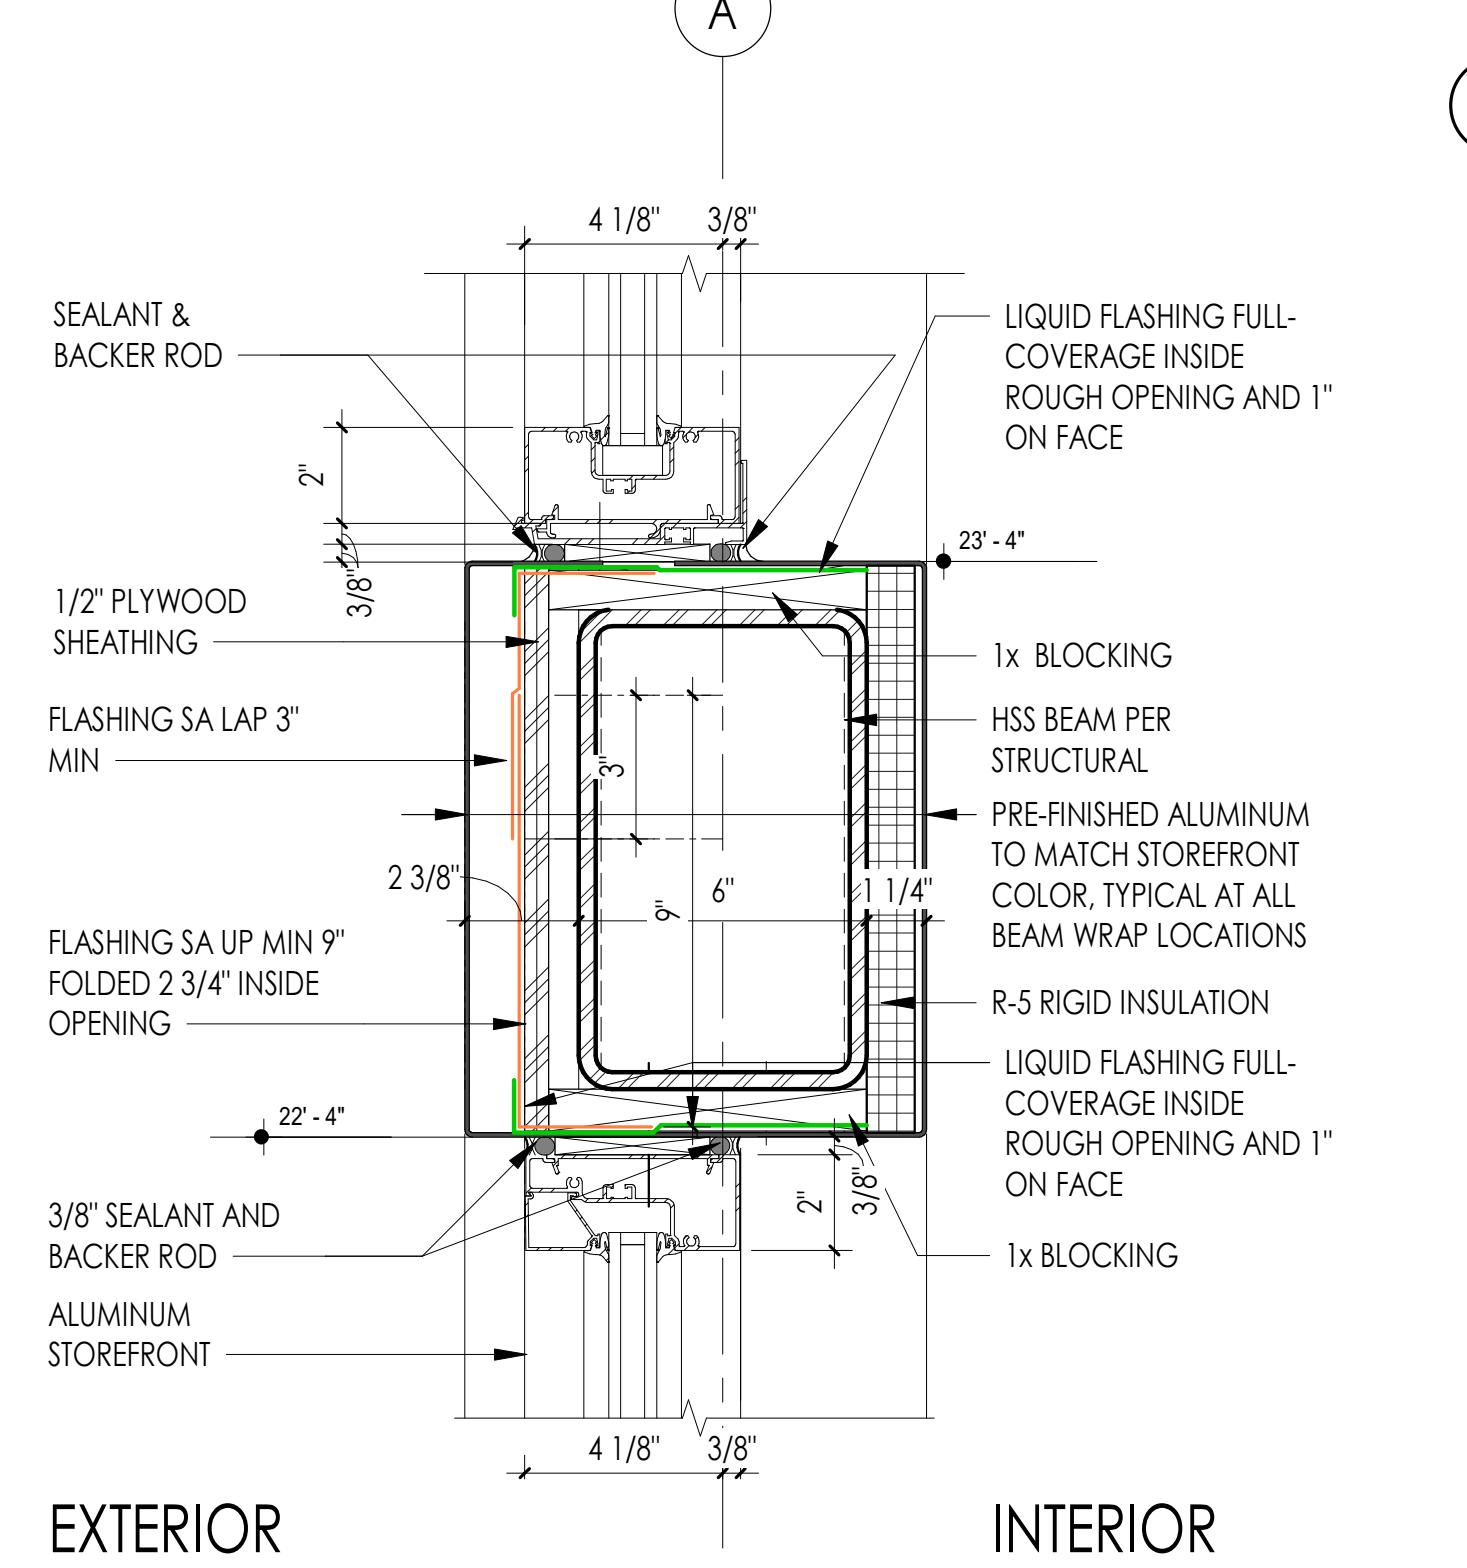 A
4 1/8" 3/8"
SEALANT &
BACKER ROD
LIQUID FLASHING FULL-
COVERAGE INSIDE
ROUGH OPENING AND 1"
ON FACE
2"
3/8"
23' - 4"
1/2" PLYWOOD
SHEATHING
1x BLOCKING
FLASHING SA LAP 3"
MIN
HSS BEAM PER
STRUCTURAL
3"
PRE-FINISHED ALUMINUM
TO MATCH STOREFRONT
COLOR, TYPICAL AT ALL
BEAM WRAP LOCATIONS
2 3/8"
6"
1 1/4"
9"
FLASHING SA UP MIN 9"
FOLDED 2 3/4" INSIDE
OPENING
R-5 RIGID INSULATION
LIQUID FLASHING FULL-
COVERAGE INSIDE
ROUGH OPENING AND 1"
ON FACE
22' - 4"
2"
3/8"
3/8" SEALANT AND
BACKER ROD
1x BLOCKING
ALUMINUM
STOREFRONT
4 1/8" 3/8"
EXTERIOR
INTERIOR